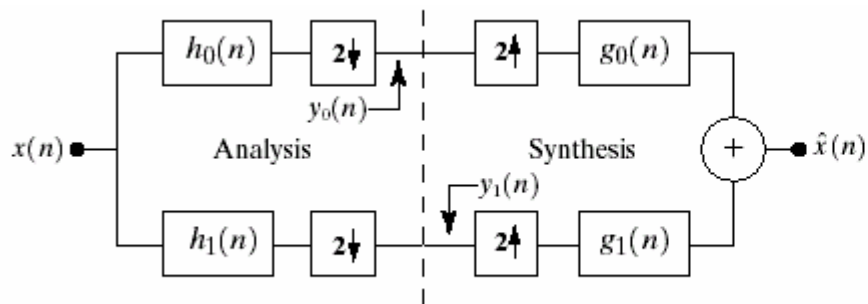 h₀(n) 2↓ 2↑ g₀(n)
y₀(n)
x(n) Analysis Synthesis + x̂(n)
y₁(n)
h₁(n) 2↓ 2↑ g₁(n)